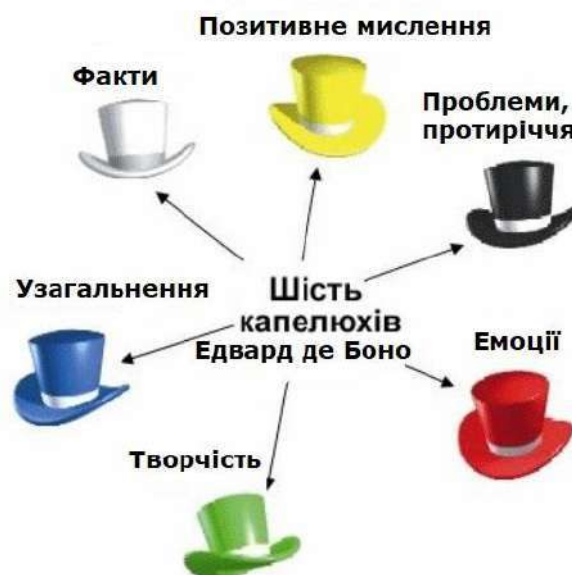 Позитивне мислення
Факти
Проблеми,
протиріччя
Узагальнення
Шість
капелюхів
Едвард де Боно
Емоції
Творчість